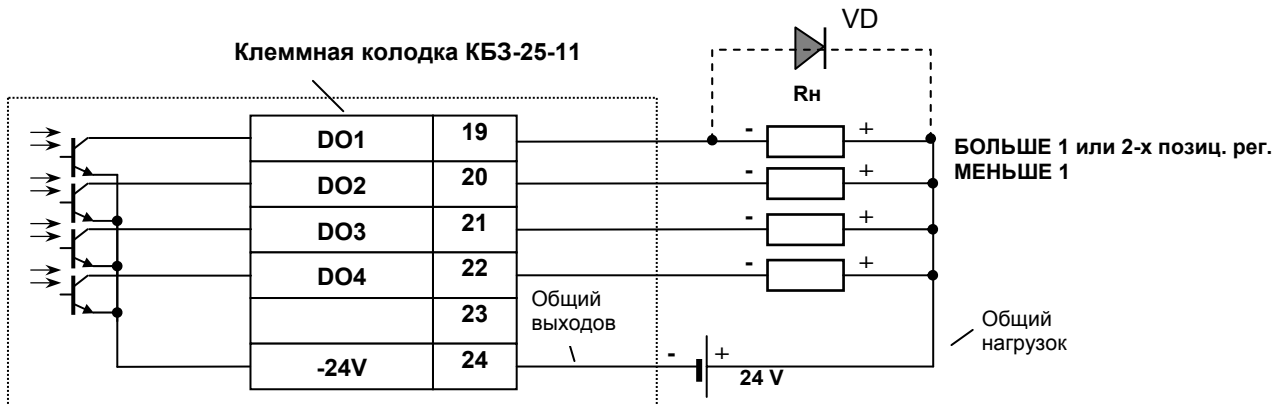 VD
Клеммная колодка КБЗ-25-11
Rн
DO1 19 - +
БОЛЬШЕ 1 или 2-х позиц. рег.
DO2 20 - +
МЕНЬШЕ 1
DO3 21 - +
DO4 22 - +
23
Общий
выходов
Общий
нагрузок
-24V 24 - +
24 V